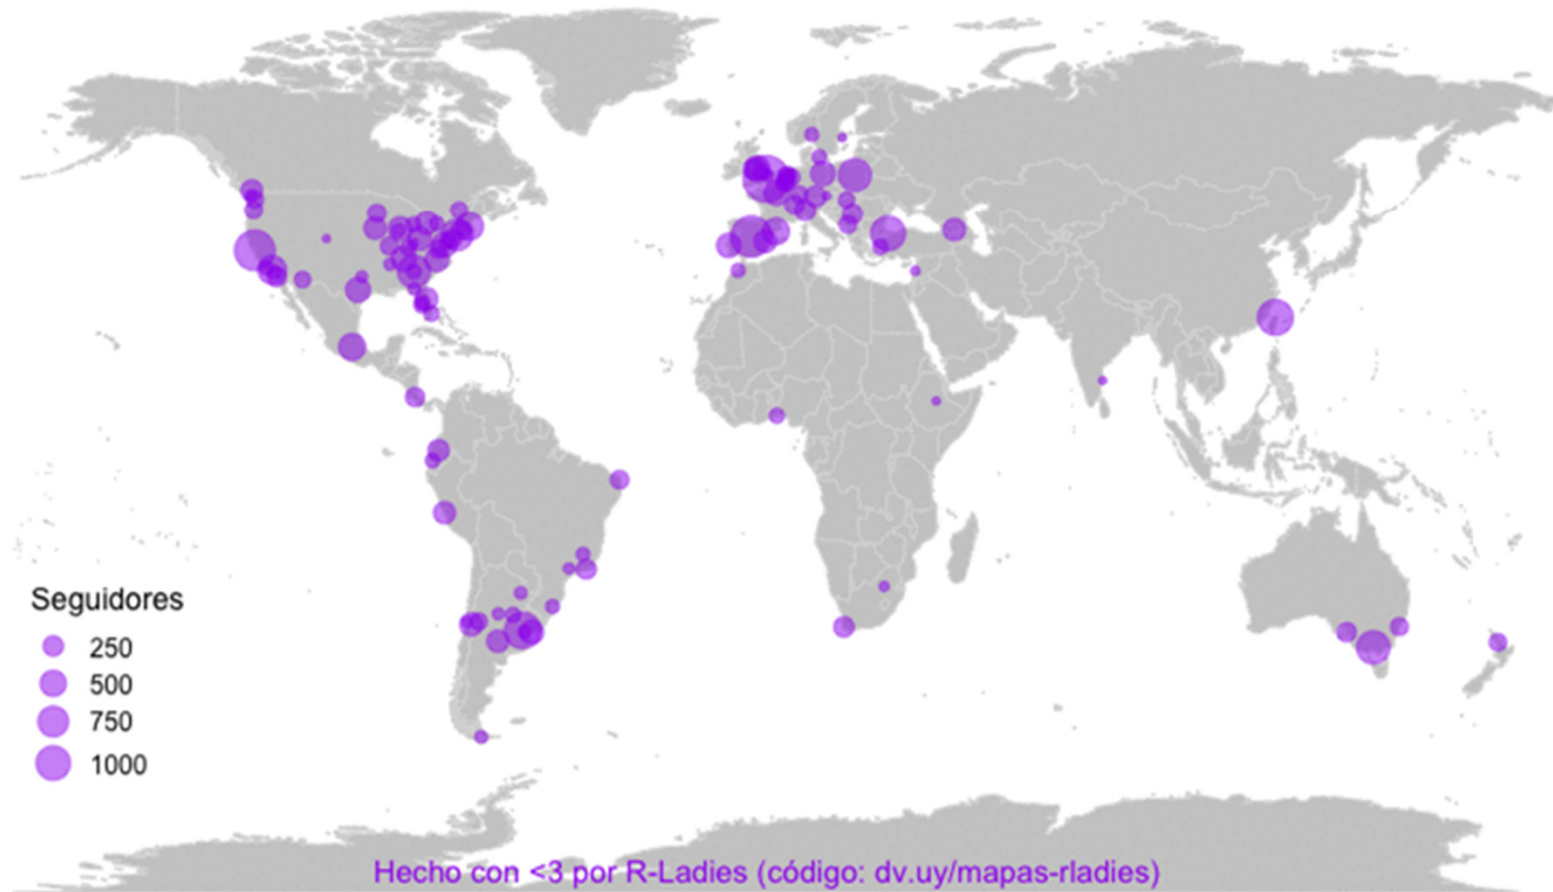 Seguidores
250
500
750
1000
Hecho con <3 por R-Ladies (código: dv.uy/mapas-rladies)